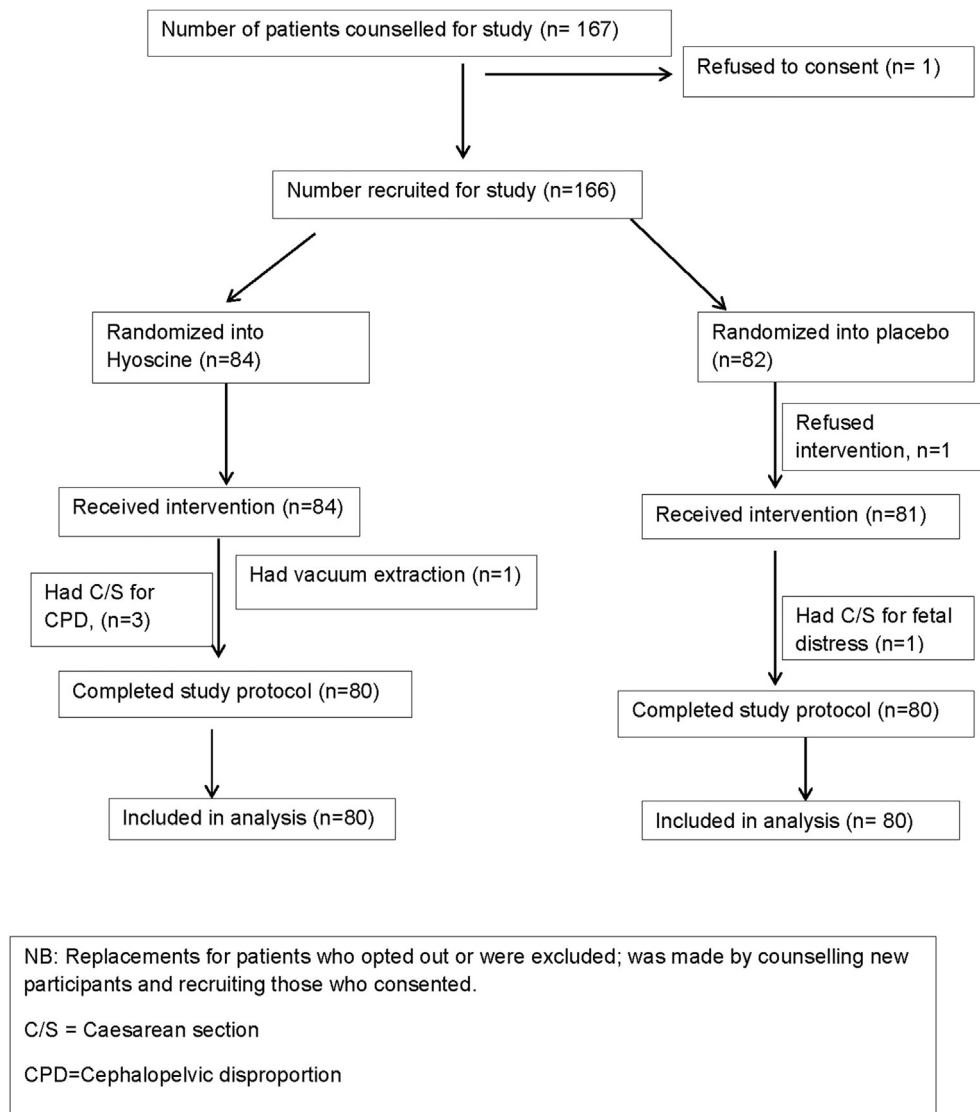 Number of patients counselled for study (n= 167)
Refused to consent (n= 1)
Number recruited for study (n=166)
Randomized into
Hyoscine (n=84)
Randomized into placebo
(n=82)
Refused
intervention, n=1
Received intervention (n=84)
Received intervention (n=81)
Had C/S for
CPD, (n=3)
Had vacuum extraction (n=1)
Had C/S for fetal
distress (n=1)
Completed study protocol (n=80)
Completed study protocol (n=80)
Included in analysis (n=80)
Included in analysis (n= 80)
NB: Replacements for patients who opted out or were excluded; was made by counselling new
participants and recruiting those who consented.
C/S = Caesarean section
CPD=Cephalopelvic disproportion